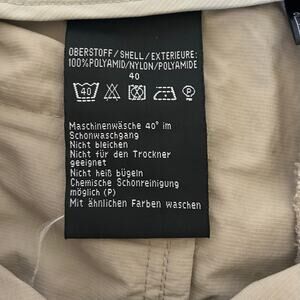 OBERSTOFF/SHELL/EXTERIEURE:
100%POLYAMID/NYLON/POLYAMIDE
40
40 P
Maschinenwäsche 40° im
Schonwaschgang
Nicht bleichen
Nicht für den Trockner
geeignet
Nicht heiß bügeln
Chemische Schonreinigung
möglich (P)
Mit ähnlichen Farben waschen